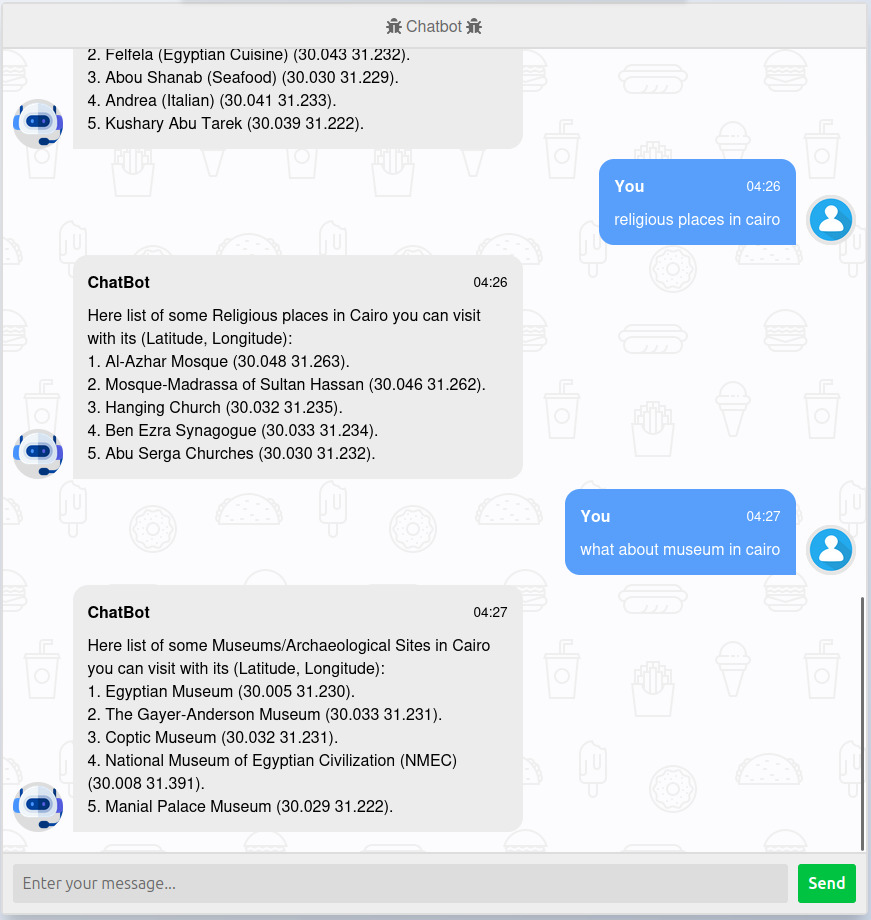 Chatbot
2. Felfela (Egyptian Cuisine) (30.043 31.232).
3. Abou Shanab (Seafood) (30.030 31.229).
4. Andrea (Italian) (30.041 31.233).
5. Kushary Abu Tarek (30.039 31.222).
You 04:26
religious places in cairo
ChatBot 04:26
Here list of some Religious places in Cairo you can visit
with its (Latitude, Longitude):
1. Al-Azhar Mosque (30.048 31.263).
2. Mosque-Madrassa of Sultan Hassan (30.046 31.262).
3. Hanging Church (30.032 31.235).
4. Ben Ezra Synagogue (30.033 31.234).
5. Abu Serga Churches (30.030 31.232).
You 04:27
what about museum in cairo
ChatBot 04:27
Here list of some Museums/Archaeological Sites in Cairo
you can visit with its (Latitude, Longitude):
1. Egyptian Museum (30.005 31.230).
2. The Gayer-Anderson Museum (30.033 31.231).
3. Coptic Museum (30.032 31.231).
4. National Museum of Egyptian Civilization (NMEC)
(30.008 31.391).
5. Manial Palace Museum (30.029 31.222).
Enter your message... Send